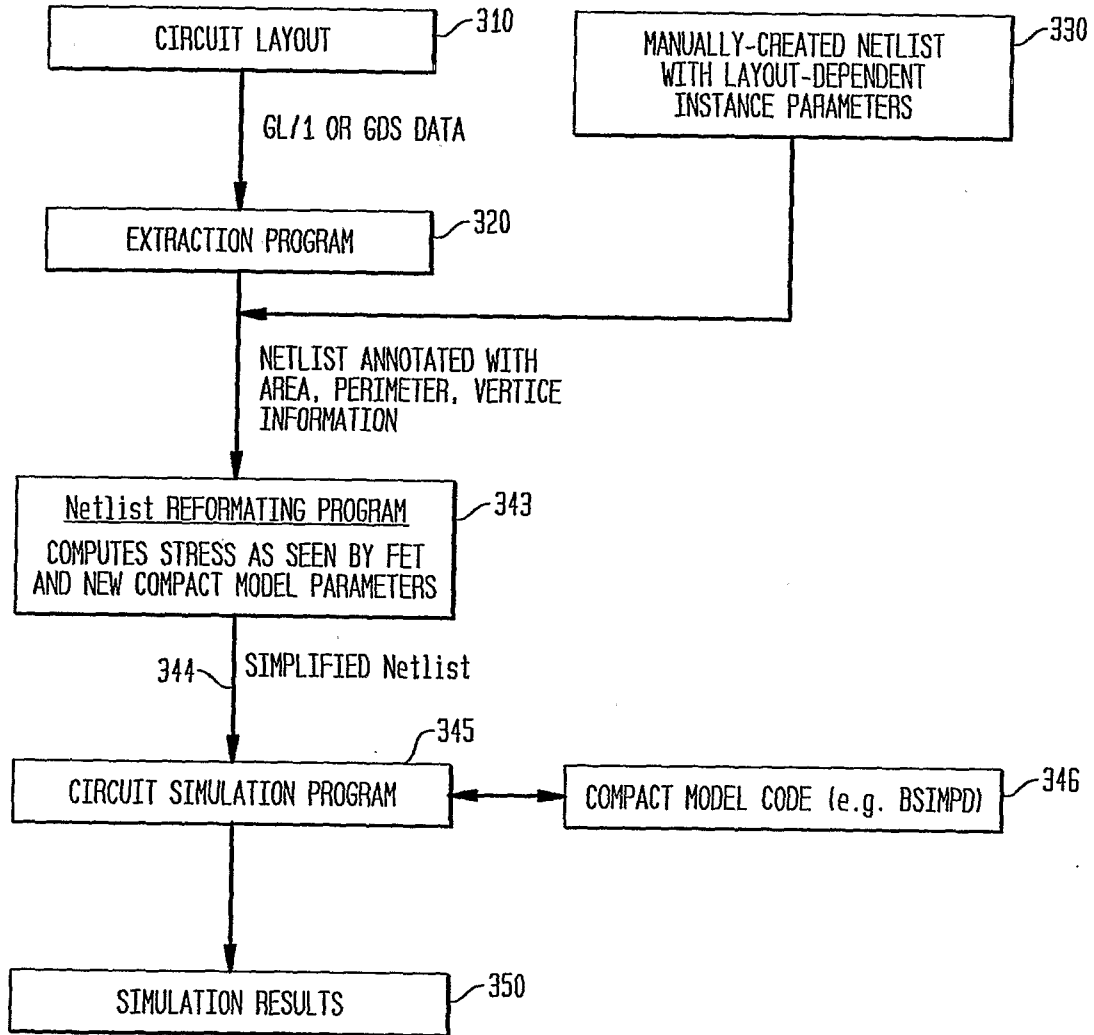 CIRCUIT LAYOUT
310
MANUALLY-CREATED NETLIST
WITH LAYOUT-DEPENDENT
INSTANCE PARAMETERS
330
GL/1 OR GDS DATA
EXTRACTION PROGRAM
320
NETLIST ANNOTATED WITH
AREA, PERIMETER, VERTICE
INFORMATION
Netlist REFORMATING PROGRAM
343
COMPUTES STRESS AS SEEN BY FET
AND NEW COMPACT MODEL PARAMETERS
344
SIMPLIFIED Netlist
345
CIRCUIT SIMULATION PROGRAM
COMPACT MODEL CODE (e.g. BSIMPD)
346
SIMULATION RESULTS
350